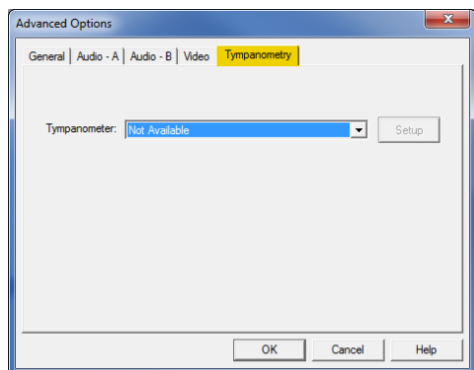 Advanced Options
General Audio - A Audio - B Video Tympanometry
Tympanometer: Not Available Setup
OK Cancel Help